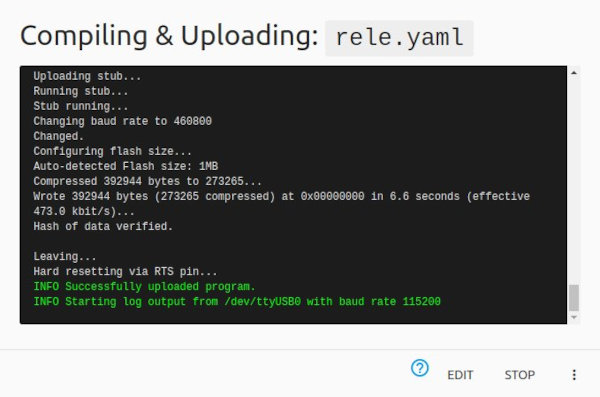 Compiling & Uploading: rele.yaml
Uploading stub...
Running stub...
Stub running...
Changing baud rate to 460800
Changed.
Configuring flash size...
Auto-detected Flash size: 1MB
Compressed 392944 bytes to 273265...
Wrote 392944 bytes (273265 compressed) at 0x00000000 in 6.6 seconds (effective
473.0 kbit/s)...
Hash of data verified.
Leaving...
Hard resetting via RTS pin...
INFO Successfully uploaded program.
INFO Starting log output from /dev/ttyUSB0 with baud rate 115200
? EDIT STOP